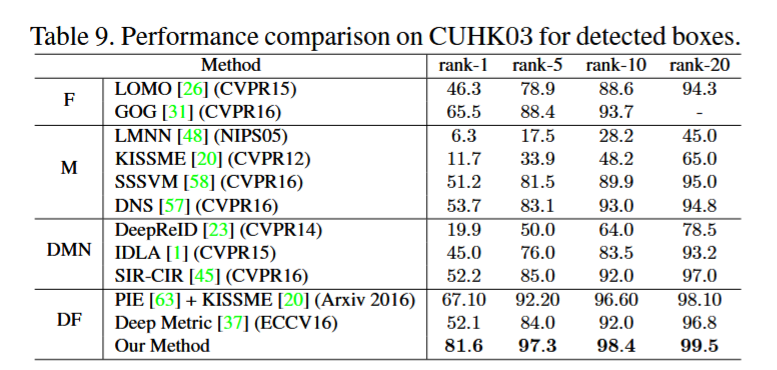 Table 9. Performance comparison on CUHK03 for detected boxes.
Method rank-1 rank-5 rank-10 rank-20
F
LOMO [26] (CVPR15) 46.3 78.9 88.6 94.3
GOG [31] (CVPR16) 65.5 88.4 93.7 -
M
LMNN [48] (NIPS05) 6.3 17.5 28.2 45.0
KISSME [20] (CVPR12) 11.7 33.9 48.2 65.0
SSSVM [58] (CVPR16) 51.2 81.5 89.9 95.0
DNS [57] (CVPR16) 53.7 83.1 93.0 94.8
DMN
DeepReID [23] (CVPR14) 19.9 50.0 64.0 78.5
IDLA [1] (CVPR15) 45.0 76.0 83.5 93.2
SIR-CIR [45] (CVPR16) 52.2 85.0 92.0 97.0
DF
PIE [63] + KISSME [20] (Arxiv 2016) 67.10 92.20 96.60 98.10
Deep Metric [37] (ECCV16) 52.1 84.0 92.0 96.8
Our Method 81.6 97.3 98.4 99.5